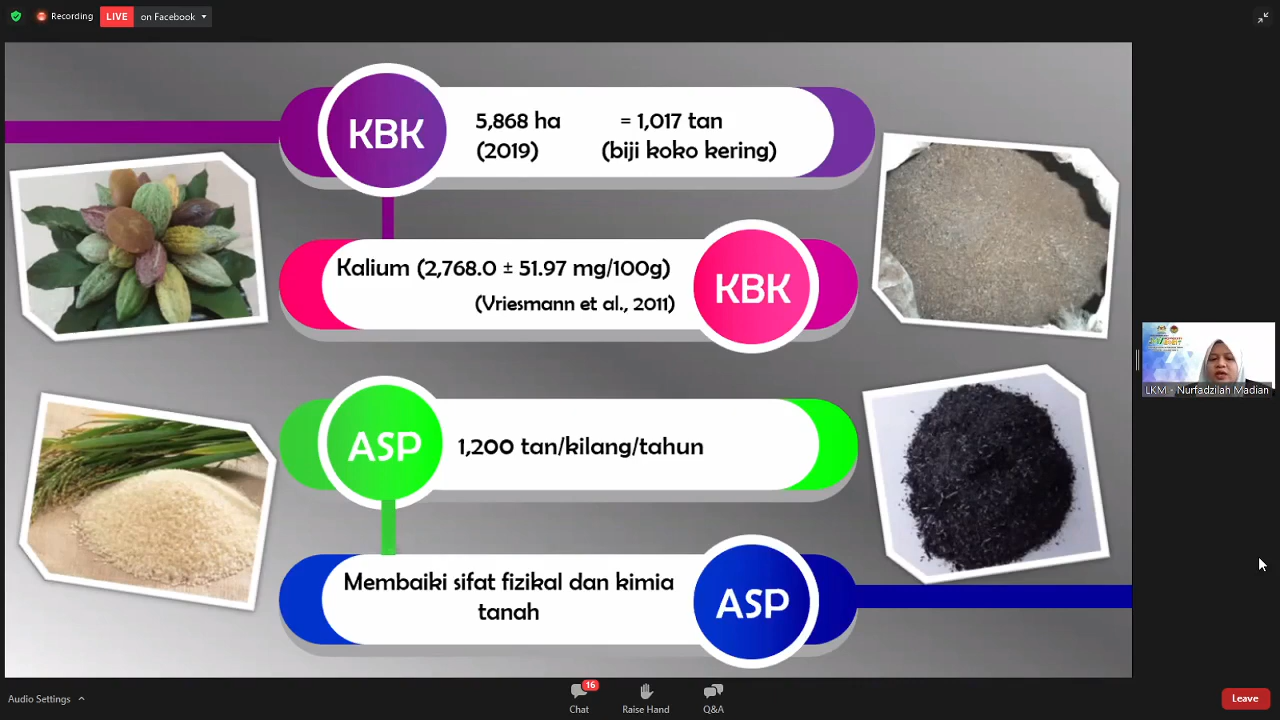 Recording
LIVE
on Facebook
KBK
5,868 ha = 1,017 tan
(2019) (biji koko kering)
Kalium (2,768.0 ± 51.97 mg/100g)
(Vriesmann et al., 2011)
KBK
ASP
1,200 tan/kilang/tahun
Membaiki sifat fizikal dan kimia
tanah
ASP
LKM - Nurfadzilah Madian
Audio Settings
16
Chat
Raise Hand
Q&A
Leave